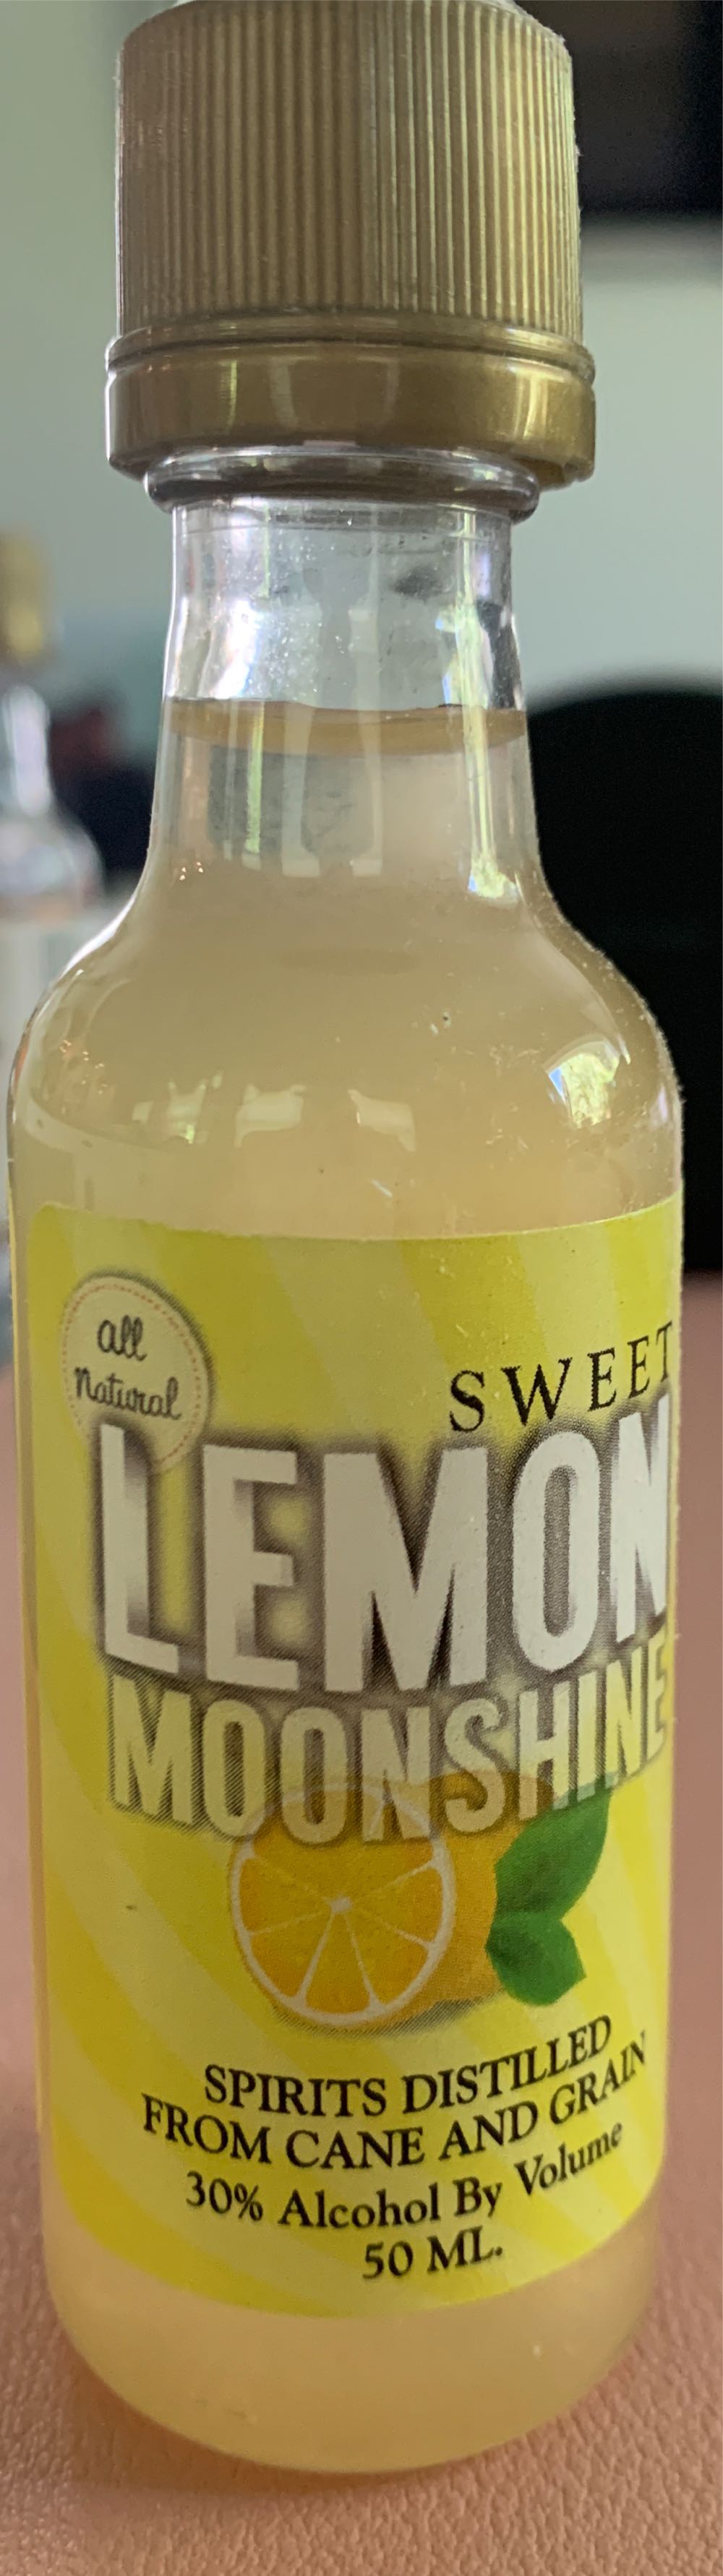 all
natural
SWEET
LEMON
MOONSHINE
SPIRITS DISTILLED
FROM CANE AND GRAIN
30% Alcohol By Volume
50 ML.